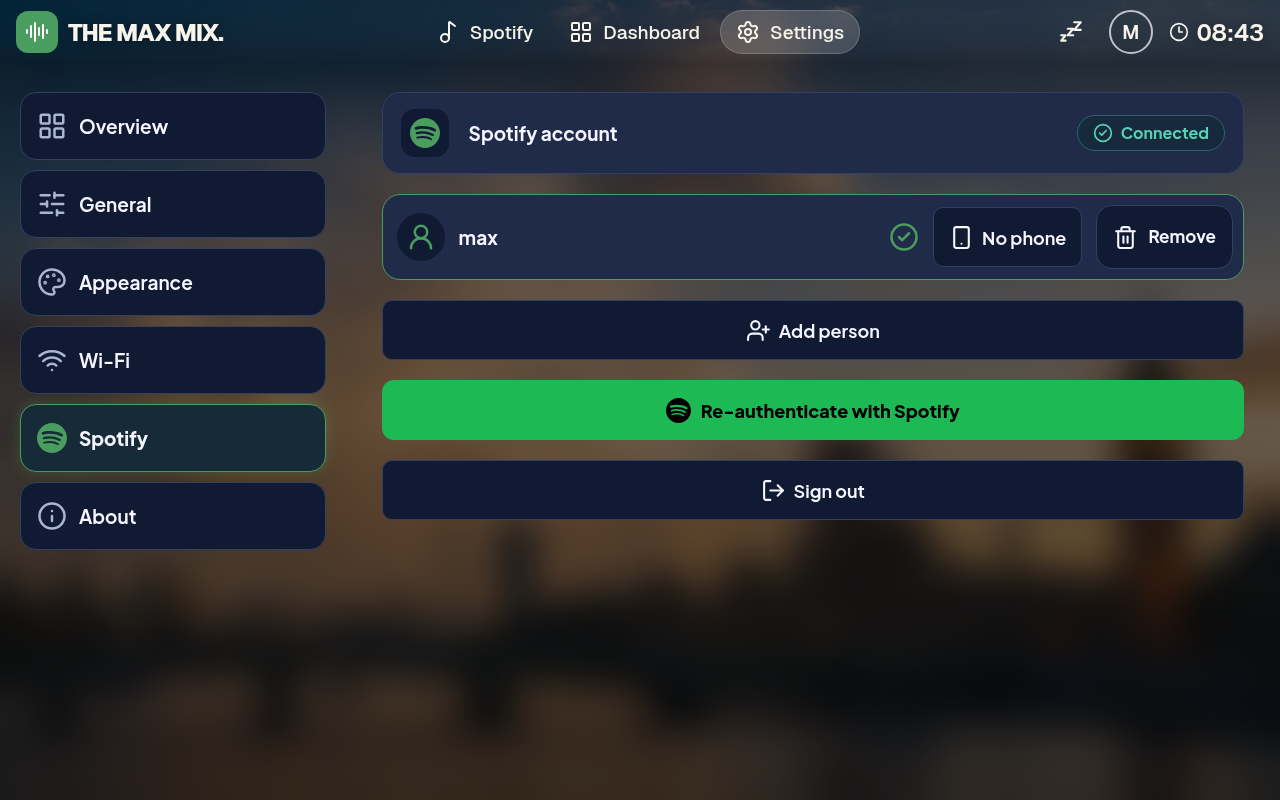 THE MAX MIX.
Spotify
Dashboard
Settings
M
08:43
Overview
General
Appearance
Wi-Fi
Spotify
About
Spotify account
Connected
max
No phone
Remove
Add person
Re-authenticate with Spotify
Sign out